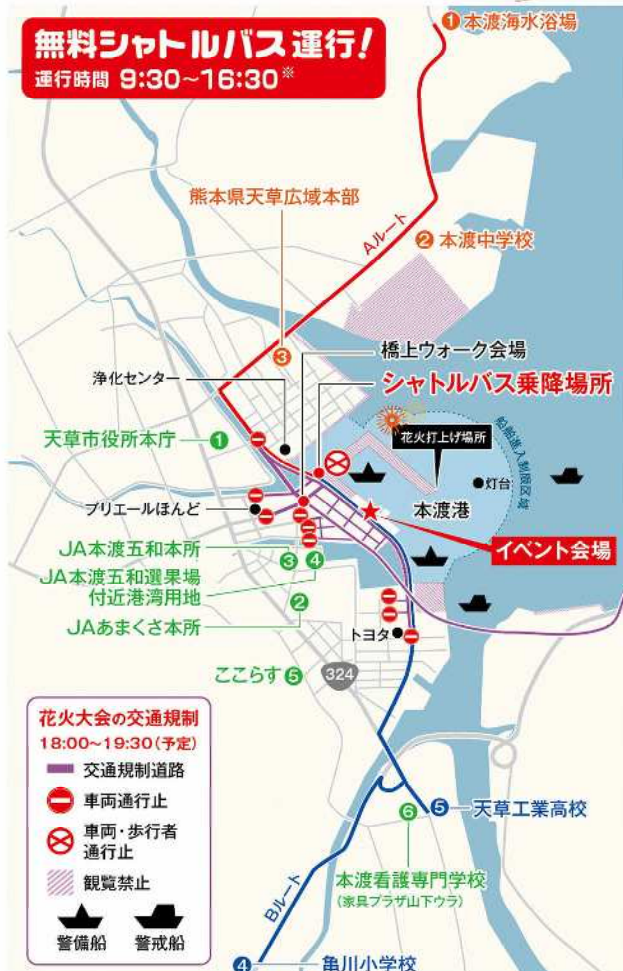 無料シャトルバス運行!
運行時間 9:30～16:30※
① 本渡海水浴場
熊本県天草広域本部
Aルート
② 本渡中学校
③
橋上ウォーク会場
浄化センター
シャトルバス乗降場所
天草市役所本庁 ①
花火打上げ場所
船舶進入制限区域
灯台
プリエールほんど
本渡港
JA本渡五和本所
③ ④
イベント会場
JA本渡五和選果場
付近港湾用地
②
JAあまくさ本所
トヨタ
ここらす ⑤
324
花火大会の交通規制
18:00～19:30(予定)
交通規制道路
車両通行止
車両・歩行者
通行止
観覧禁止
警備船
警戒船
⑤ 天草工業高校
⑥
本渡看護専門学校
(家具プラザ山下ウラ)
Bルート
④ 亀川小学校